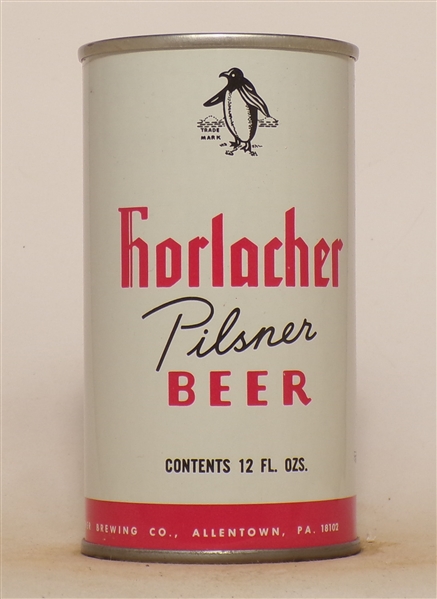 TRADE
MARK
horlacher
Pilsner
BEER
CONTENTS 12 FL. OZS.
BREWING CO., ALLENTOWN, PA. 18102